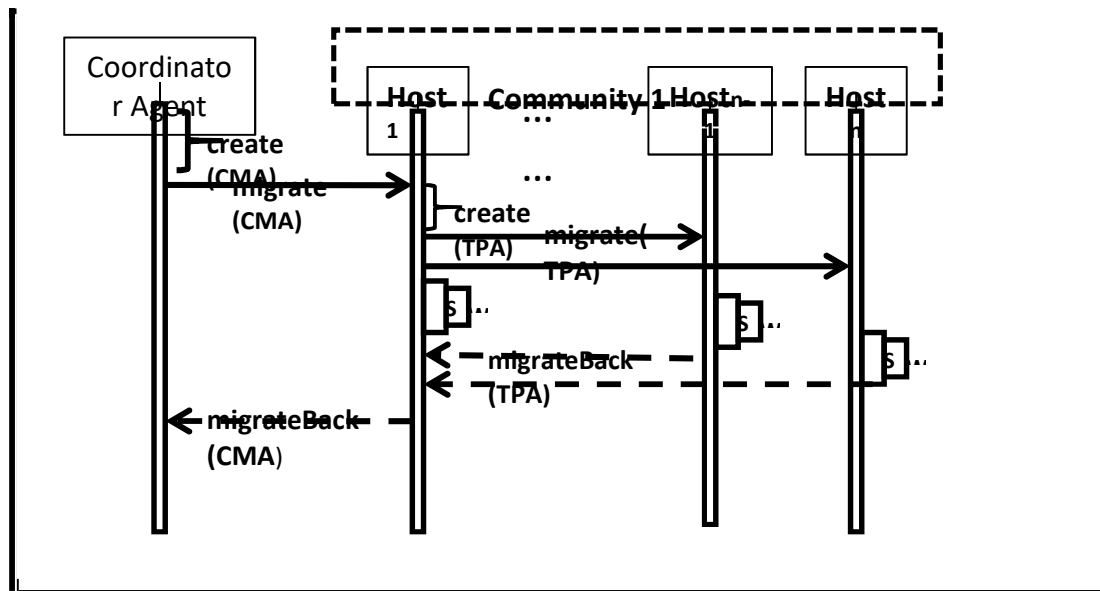 Coordinato
r Agent
Host
1
Community 1
...
...
Hostn-
1
Host
n
create
(CMA)
migrate
(CMA)
create
(TPA)
migrate(
TPA)
S ...
S ...
S ...
migrateBack
(TPA)
migrateBack
(CMA)